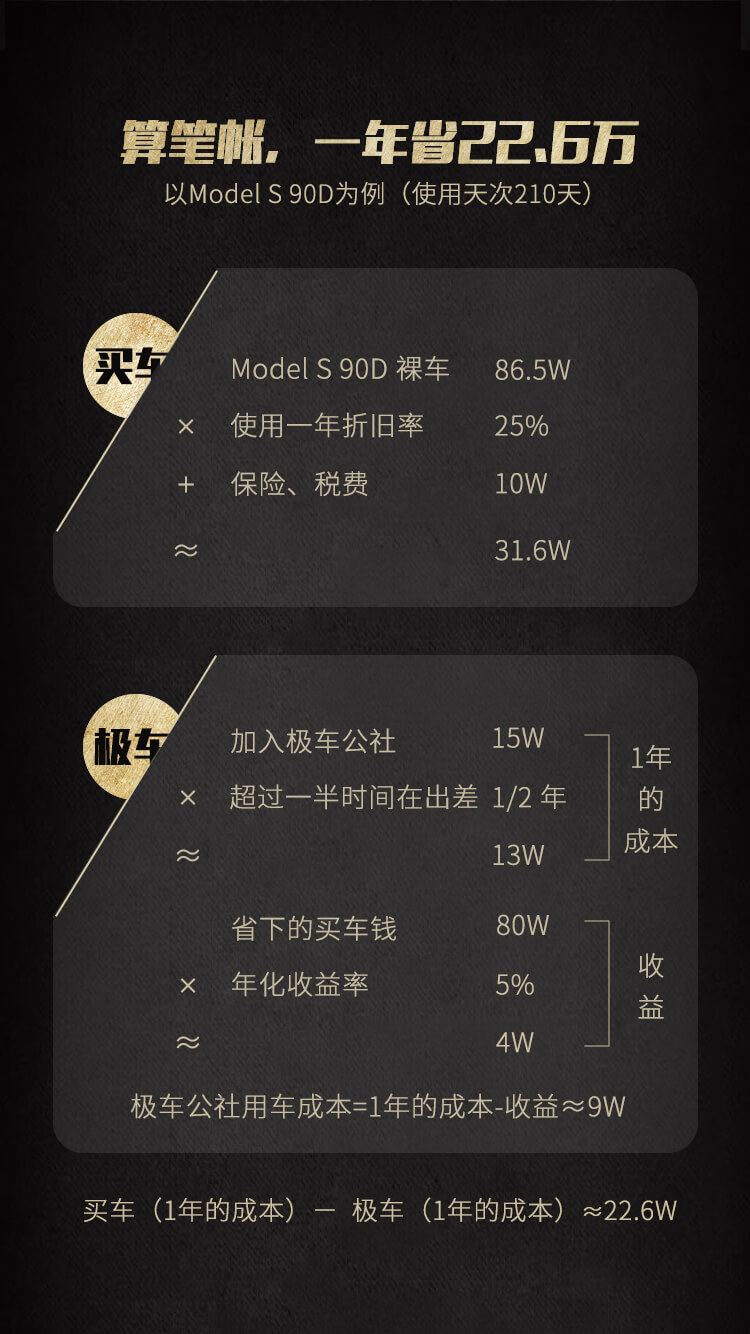 算笔帐，一年省22.6万
以Model S 90D为例（使用天次210天）
买车
Model S 90D 裸车 86.5W
× 使用一年折旧率 25%
+ 保险、税费 10W
≈ 31.6W
极车
加入极车公社 15W
× 超过一半时间在出差 1/2 年
≈ 13W
1年
的
成本
省下的买车钱 80W
× 年化收益率 5%
≈ 4W
收
益
极车公社用车成本=1年的成本-收益≈9W
买车（1年的成本）一 极车（1年的成本）≈22.6W